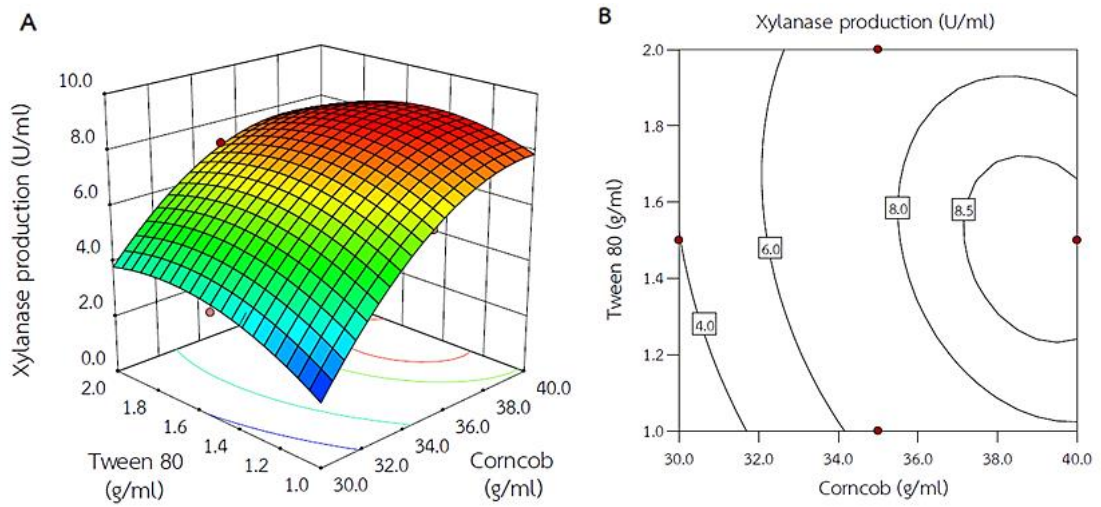 A
Xylanase production (U/ml)
10.0
8.0
6.0
4.0
2.0
0.0
2.0
1.8
1.6
1.4
1.2
1.0
Tween 80
(g/ml)
30.0
32.0
34.0
36.0
38.0
40.0
Corncob
(g/ml)
B
Xylanase production (U/ml)
Tween 80 (g/ml)
2.0
1.8
1.6
1.4
1.2
1.0
4.0
6.0
8.0
8.5
30.0 32.0 34.0 36.0 38.0 40.0
Corncob (g/ml)